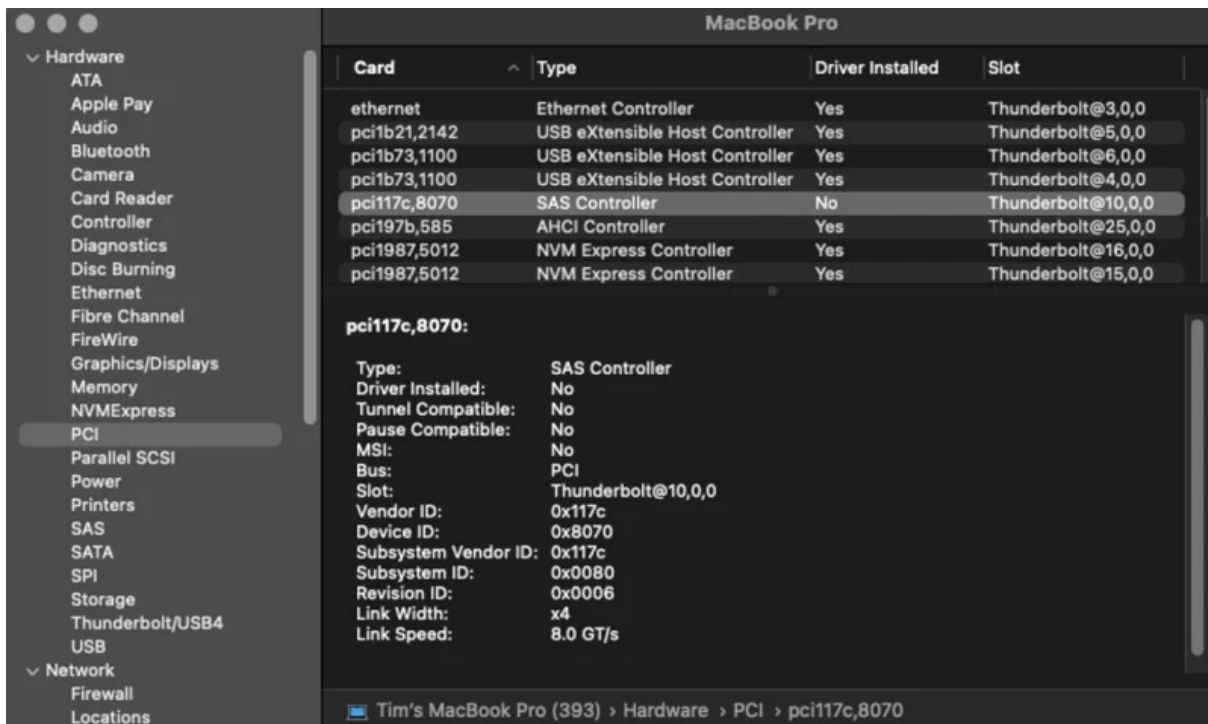 MacBook Pro
Hardware
ATA
Apple Pay
Audio
Bluetooth
Camera
Card Reader
Controller
Diagnostics
Disc Burning
Ethernet
Fibre Channel
FireWire
Graphics/Displays
Memory
NVMExpress
PCI
Parallel SCSI
Power
Printers
SAS
SATA
SPI
Storage
Thunderbolt/USB4
USB
Network
Firewall
Locations
Card Type Driver Installed Slot
ethernet Ethernet Controller Yes Thunderbolt@3,0,0
pci1b21,2142 USB eXtensible Host Controller Yes Thunderbolt@5,0,0
pci1b73,1100 USB eXtensible Host Controller Yes Thunderbolt@6,0,0
pci1b73,1100 USB eXtensible Host Controller Yes Thunderbolt@4,0,0
pci117c,8070 SAS Controller No Thunderbolt@10,0,0
pci197b,585 AHCI Controller Yes Thunderbolt@25,0,0
pci1987,5012 NVM Express Controller Yes Thunderbolt@16,0,0
pci1987,5012 NVM Express Controller Yes Thunderbolt@15,0,0
pci117c,8070:
Type: SAS Controller
Driver Installed: No
Tunnel Compatible: No
Pause Compatible: No
MSI: No
Bus: PCI
Slot: Thunderbolt@10,0,0
Vendor ID: 0x117c
Device ID: 0x8070
Subsystem Vendor ID: 0x117c
Subsystem ID: 0x0080
Revision ID: 0x0006
Link Width: x4
Link Speed: 8.0 GT/s
Tim's MacBook Pro (393) › Hardware › PCI › pci117c,8070